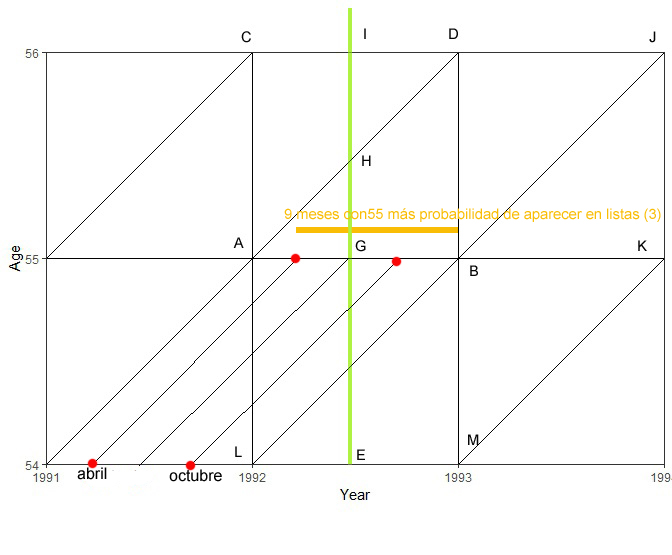 C I D J
56
H
9 meses con55 más probabilidad de aparecer en listas (3)
A G K
Age
55
B
L E M
54
abril octubre
1991 1992 1993 199
Year